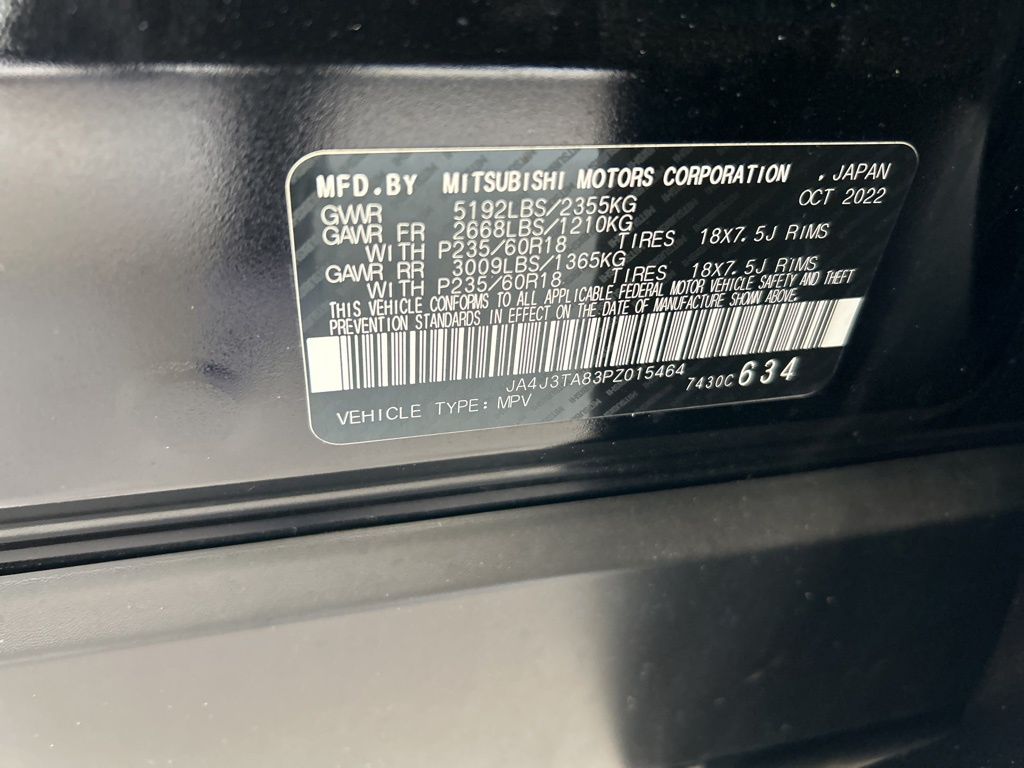 MFD.BY MITSUBISHI MOTORS CORPORATION , JAPAN
OCT 2022
GVWR 5192LBS/2355KG
GAWR FR 2668LBS/1210KG
WITH P235/60R18 TIRES 18X7.5J RIMS
GAWR RR 3009LBS/1365KG
WITH P235/60R18 TIRES 18X7.5J RIMS
THIS VEHICLE CONFORMS TO ALL APPLICABLE FEDERAL MOTOR VEHICLE SAFETY AND THEFT
PREVENTION STANDARDS IN EFFECT ON THE DATE OF MANUFACTURE SHOWN ABOVE.
JA4J3TA83PZ015464 7430C 634
VEHICLE TYPE: MPV